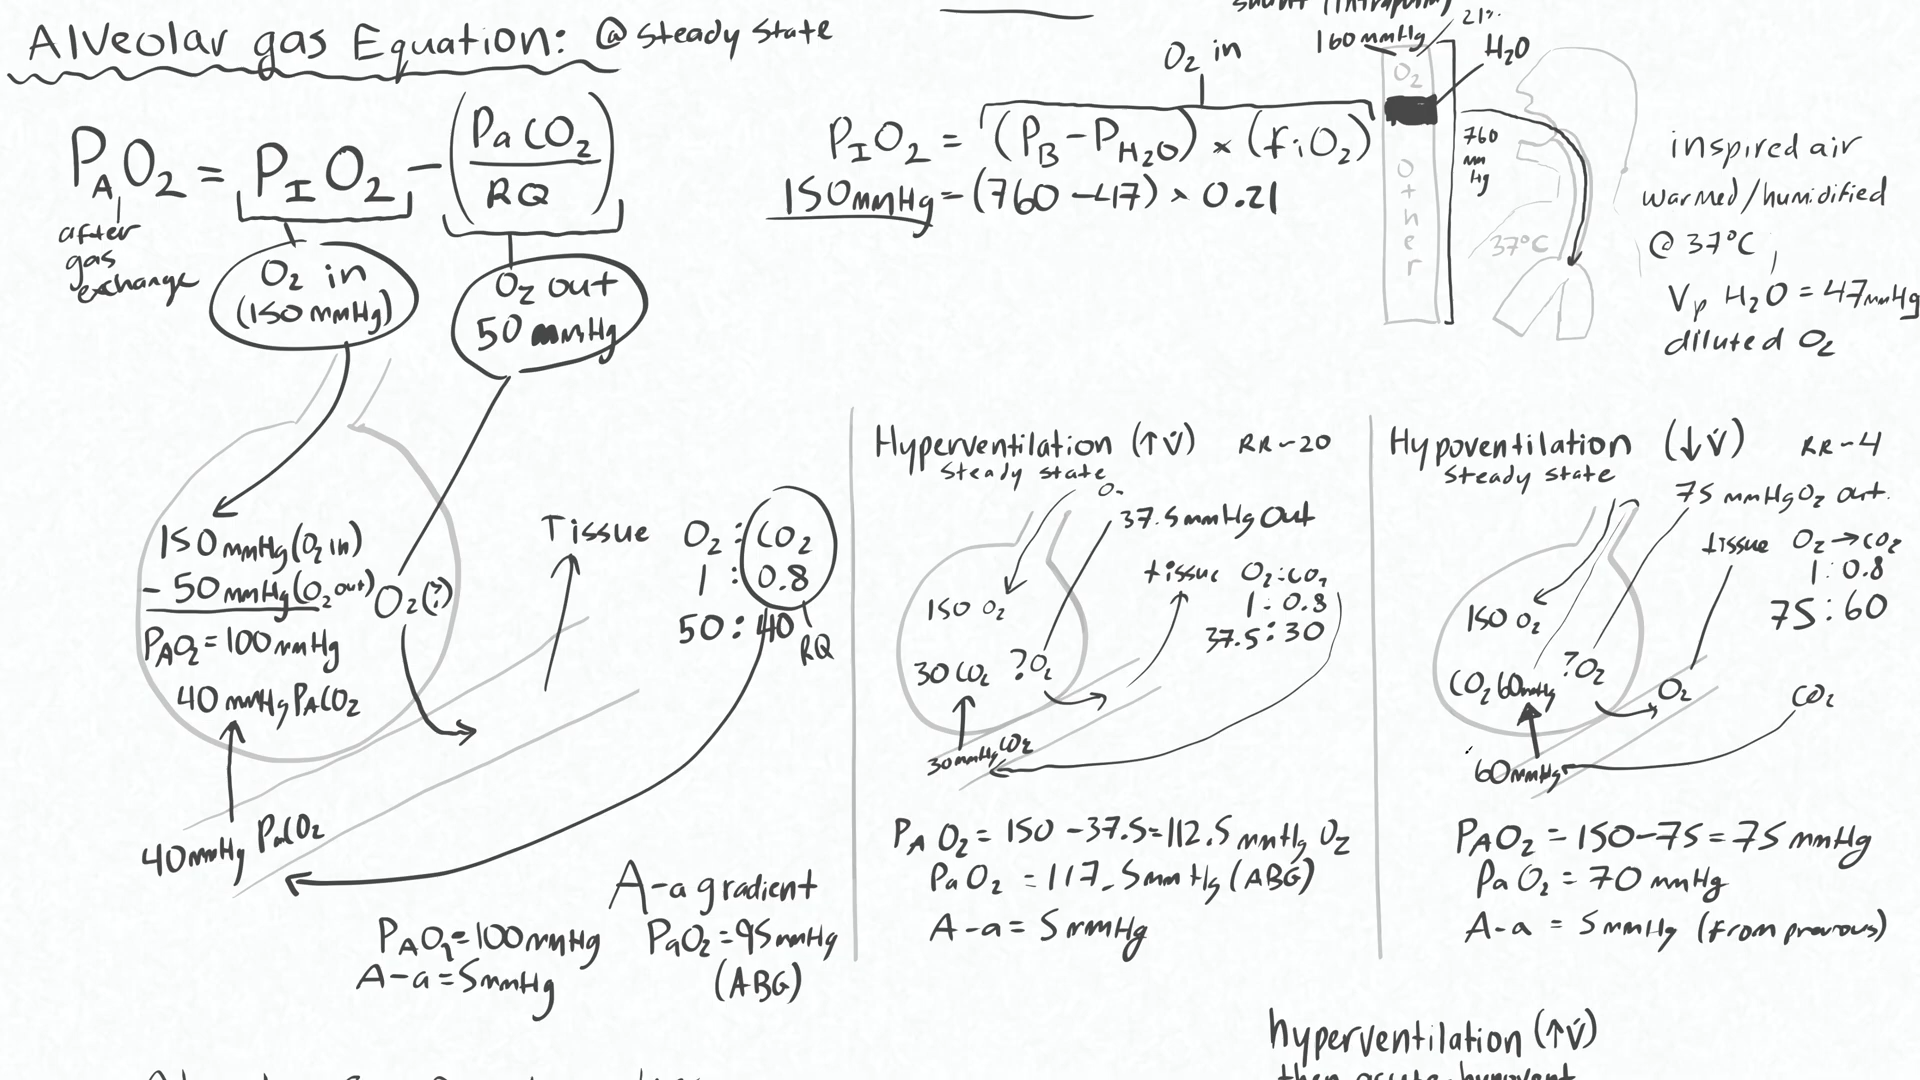 Alveolar gas Equation: @ steady state
PAO2 = PIO2 - (PaCO2 / RQ)
after
gas
exchange
O2 in
(150 mmHg)
O2 out
50 mmHg
150 mmHg (O2 in)
- 50 mmHg (O2 out)
O2 (?)
PAO2 = 100 mmHg
40 mmHg PACO2
40 mmHg PaCO2
Tissue
O2 : CO2
1 : 0.8
50 : 40
RQ
A-a gradient
PAO2 = 100 mmHg
PaO2 = 95 mmHg
A-a = 5 mmHg
(ABG)
O2 in
PIO2 = (PB - PH2O) × (fiO2)
150 mmHg = (760 - 47) × 0.21
21%
160 mmHg
H2O
O2
other
760
mm
Hg
37°C
inspired air
warmed/humidified
@ 37°C
Vp H2O = 47 mmHg
diluted O2
Hyperventilation (↑V̇) RR-20
steady state
37.5 mmHg Out
tissue O2:CO2
1 : 0.8
37.5 : 30
150 O2
30 CO2 ? O2
30 mmHg CO2
PAO2 = 150 - 37.5 = 112.5 mmHg O2
PaO2 = 117.5 mmHg (ABG)
A-a = 5 mmHg
Hypoventilation (↓V̇) RR-4
steady state
75 mmHg O2 out.
tissue O2 → CO2
1 : 0.8
75 : 60
150 O2
CO2 60 mmHg ? O2
O2
CO2
60 mmHg
PAO2 = 150 - 75 = 75 mmHg
PaO2 = 70 mmHg
A-a = 5 mmHg (from previous)
hyperventilation (↑V̇)